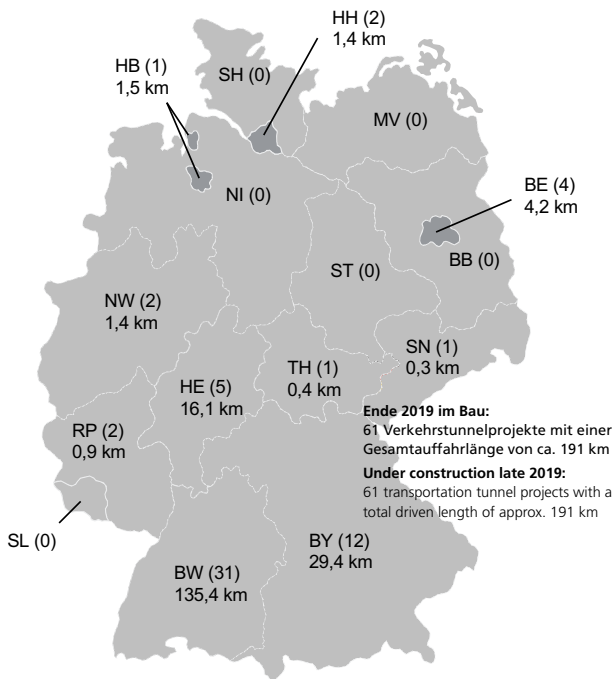 HH (2)
1,4 km
HB (1)
1,5 km
SH (0)
MV (0)
BE (4)
4,2 km
NI (0)
BB (0)
ST (0)
NW (2)
1,4 km
SN (1)
0,3 km
TH (1)
0,4 km
HE (5)
16,1 km
RP (2)
0,9 km
Ende 2019 im Bau:
61 Verkehrstunnelprojekte mit einer
Gesamtauffahrlänge von ca. 191 km
Under construction late 2019:
61 transportation tunnel projects with a
total driven length of approx. 191 km
SL (0)
BY (12)
29,4 km
BW (31)
135,4 km